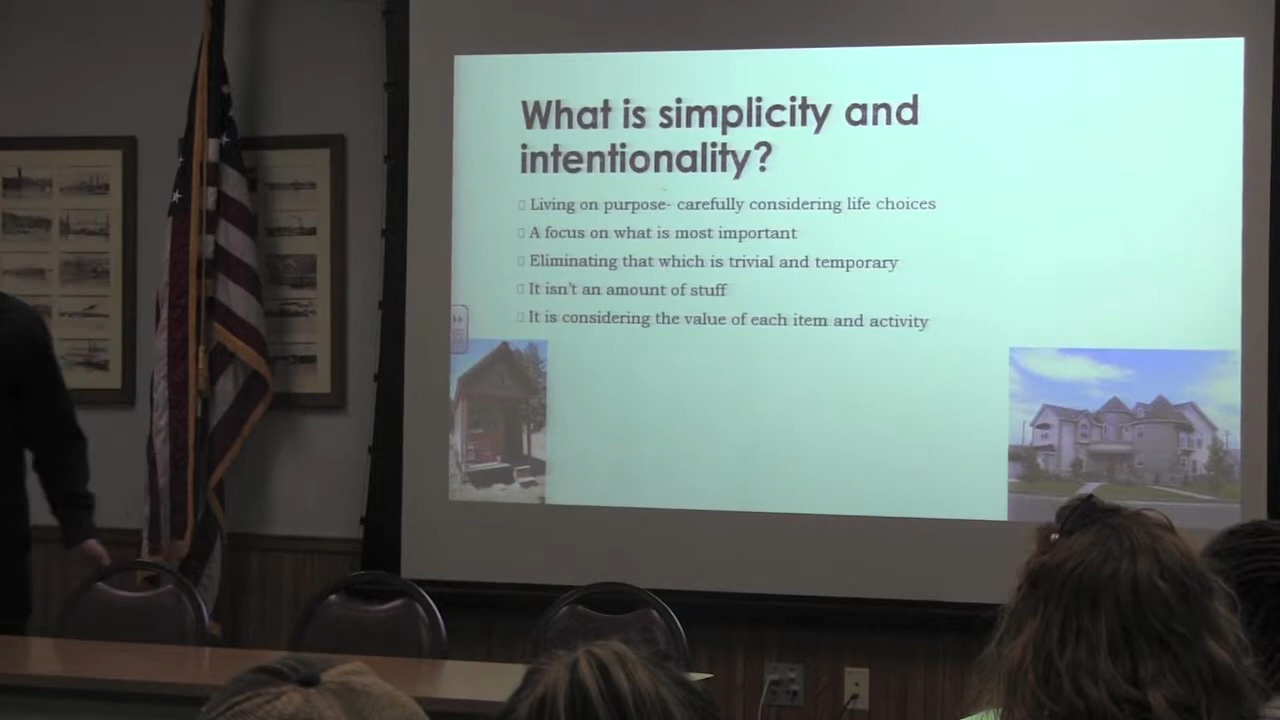 What is simplicity and
intentionality?
Living on purpose- carefully considering life choices
A focus on what is most important
Eliminating that which is trivial and temporary
It isn't an amount of stuff
It is considering the value of each item and activity